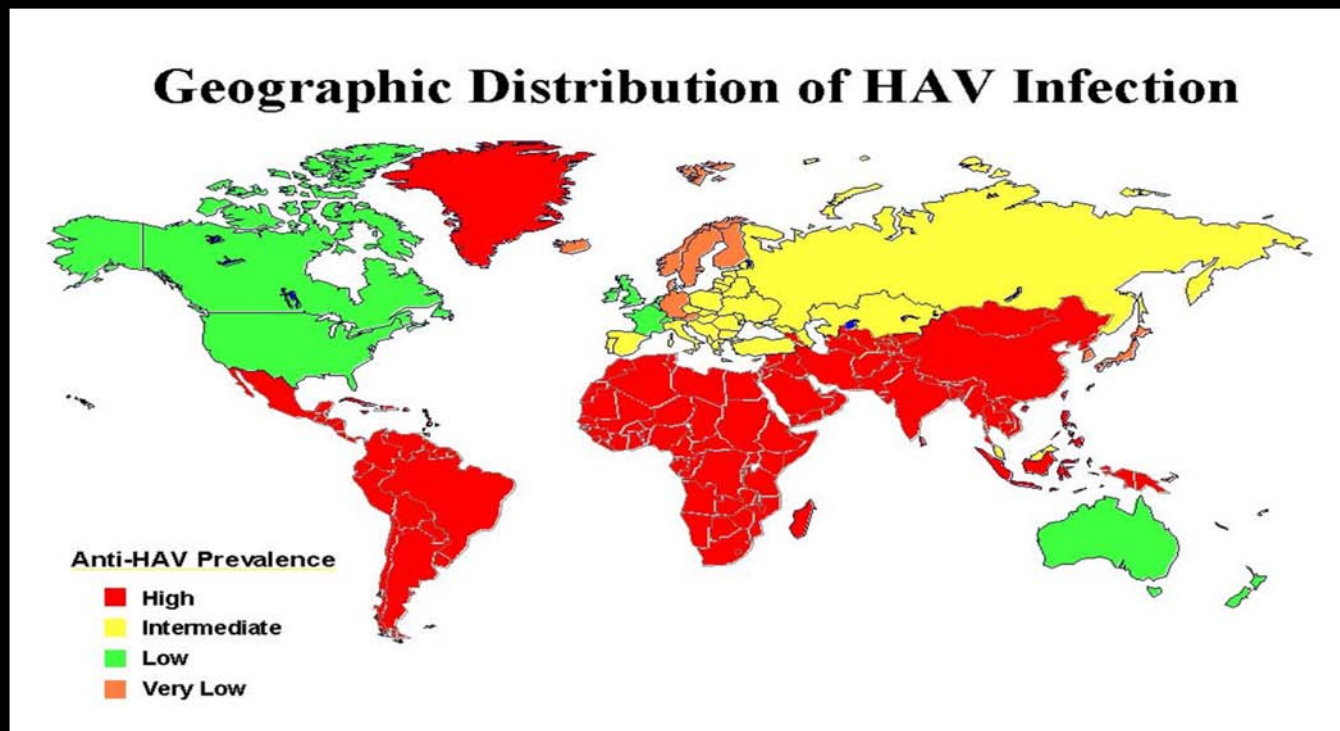 Geographic Distribution of HAV Infection
Anti-HAV Prevalence
High
Intermediate
Low
Very Low